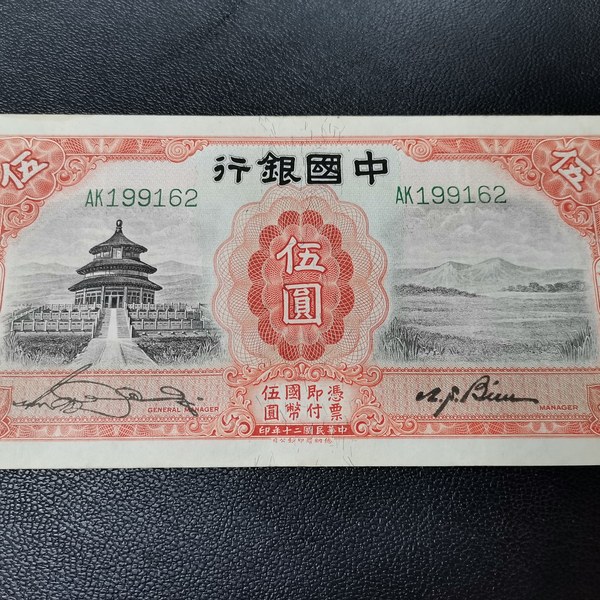 行銀國中
伍
伍
AK199162
AK199162
伍圓
憑票
即付
國幣
伍圓
GENERAL MANAGER
MANAGER
印年十二國民華中